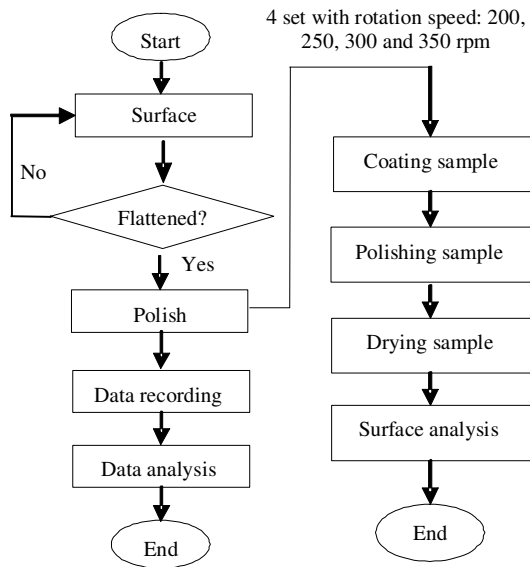 Start
Surface
No
Flattened?
Yes
Polish
Data recording
Data analysis
End
4 set with rotation speed: 200,
250, 300 and 350 rpm
Coating sample
Polishing sample
Drying sample
Surface analysis
End